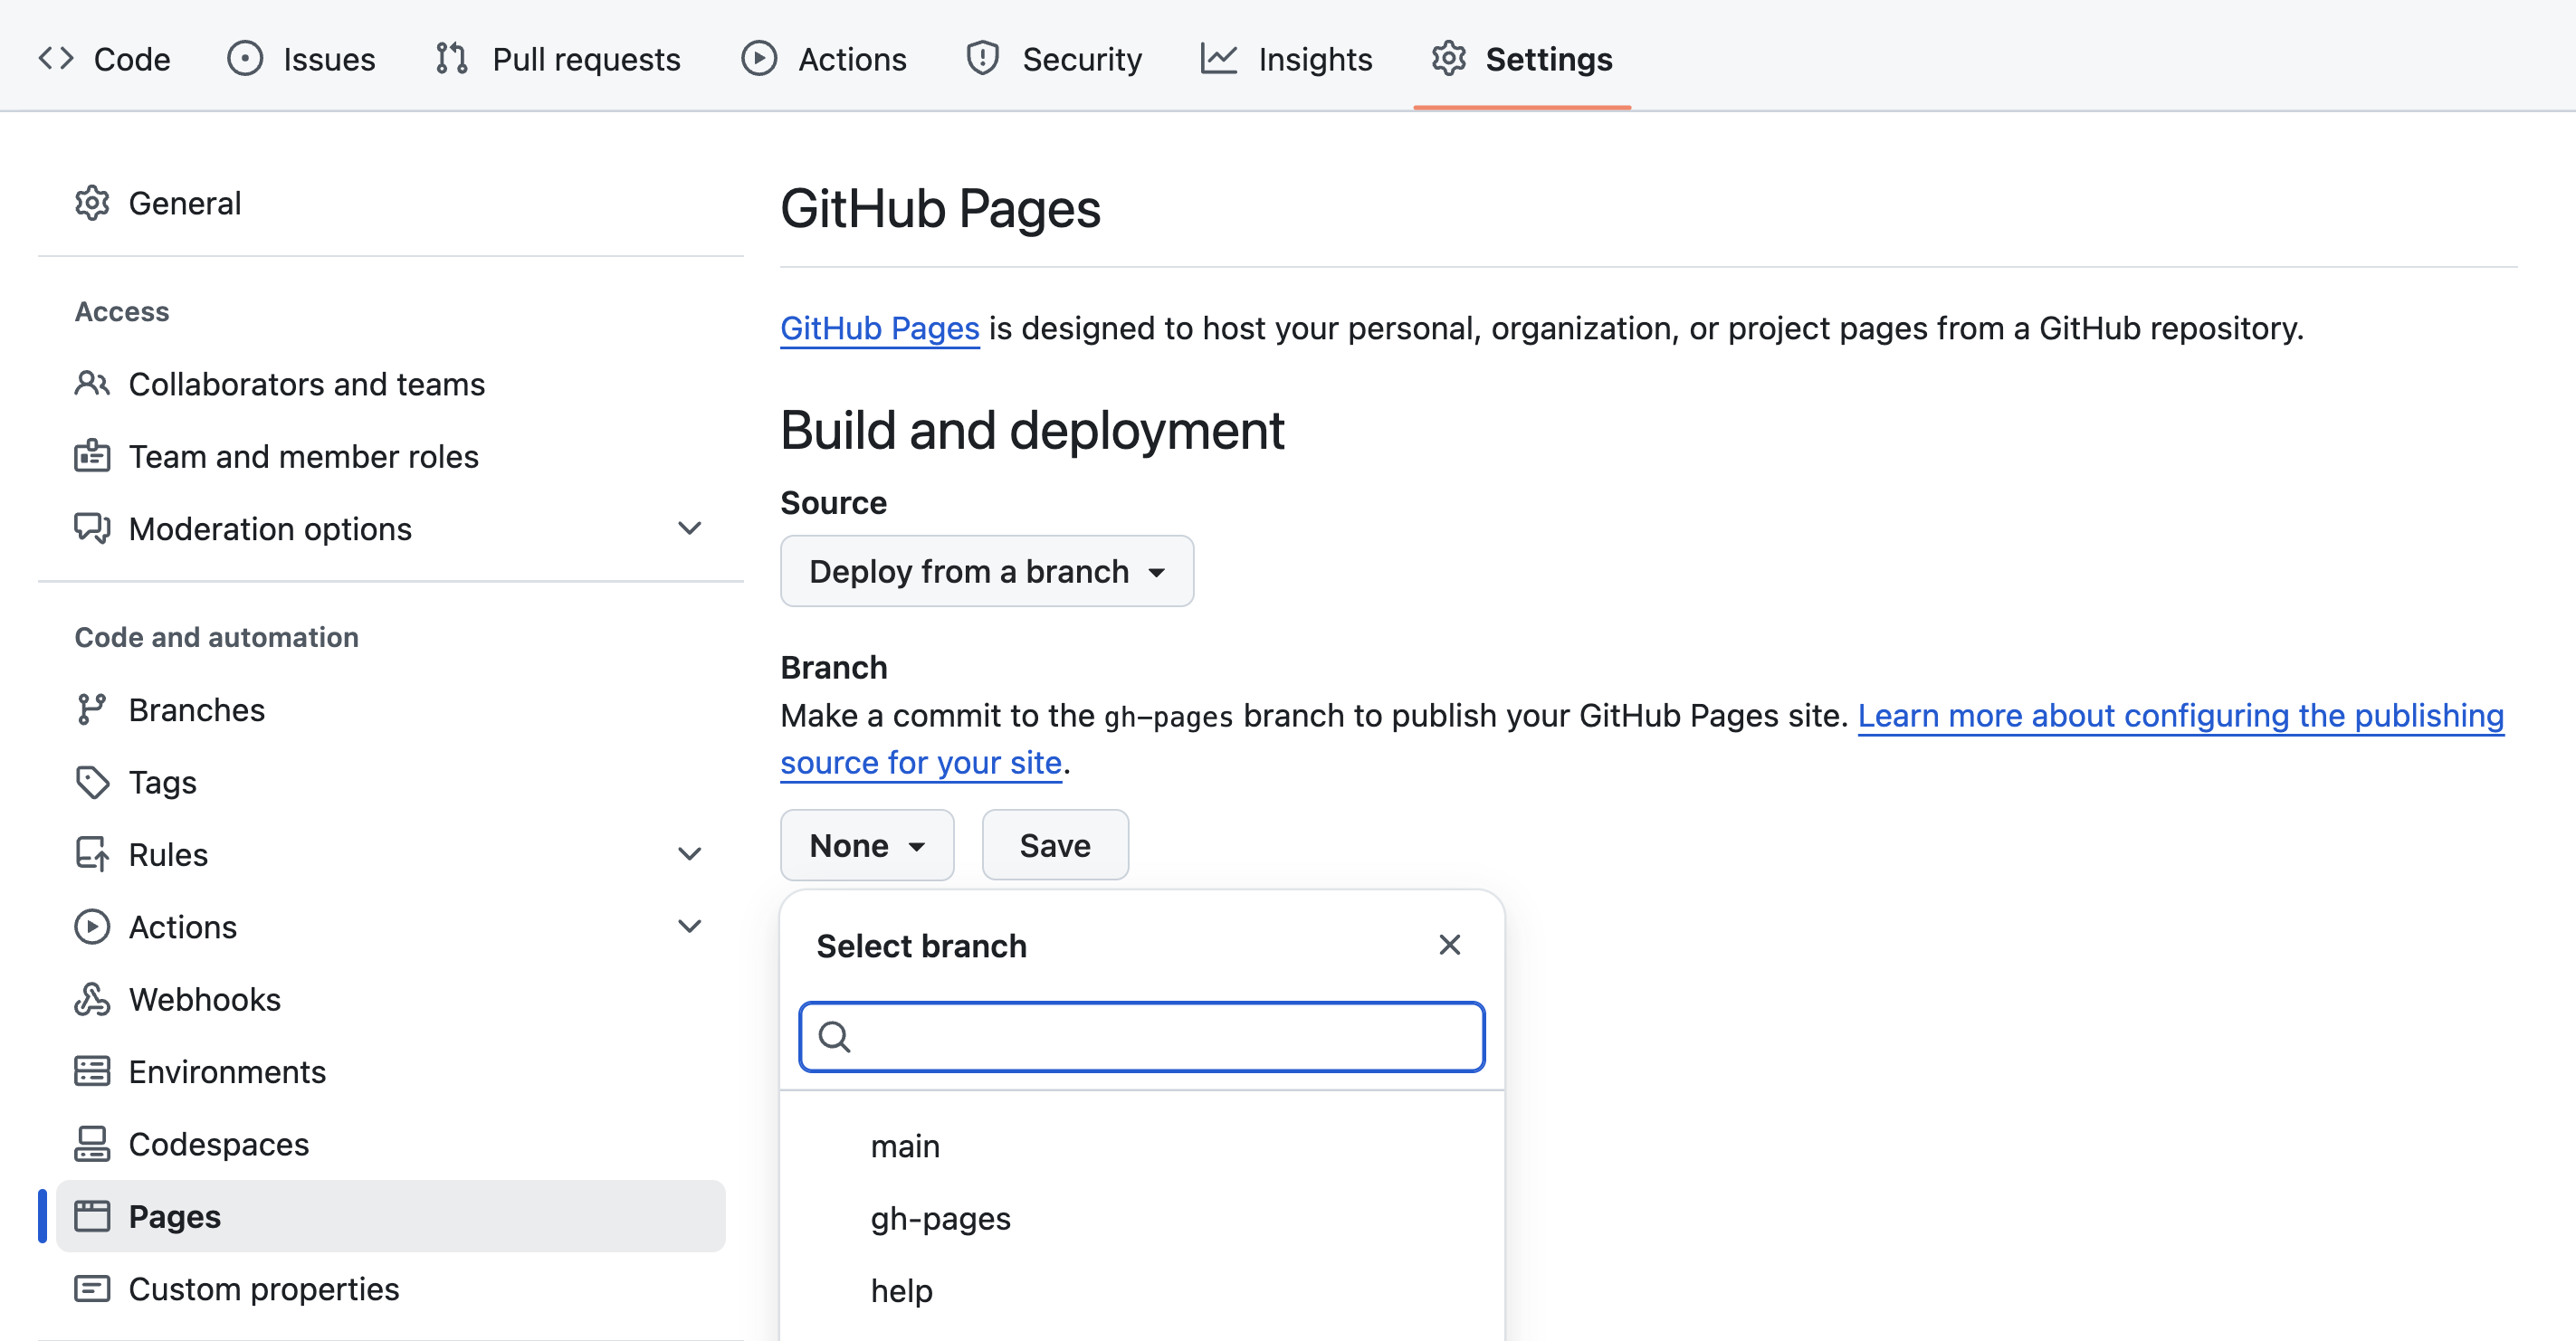 Code Issues Pull requests Actions Security Insights Settings
General
Access
Collaborators and teams
Team and member roles
Moderation options
Code and automation
Branches
Tags
Rules
Actions
Webhooks
Environments
Codespaces
Pages
Custom properties
GitHub Pages
GitHub Pages is designed to host your personal, organization, or project pages from a GitHub repository.
Build and deployment
Source
Deploy from a branch
Branch
Make a commit to the gh-pages branch to publish your GitHub Pages site. Learn more about configuring the publishing
source for your site.
None Save
Select branch
main
gh-pages
help